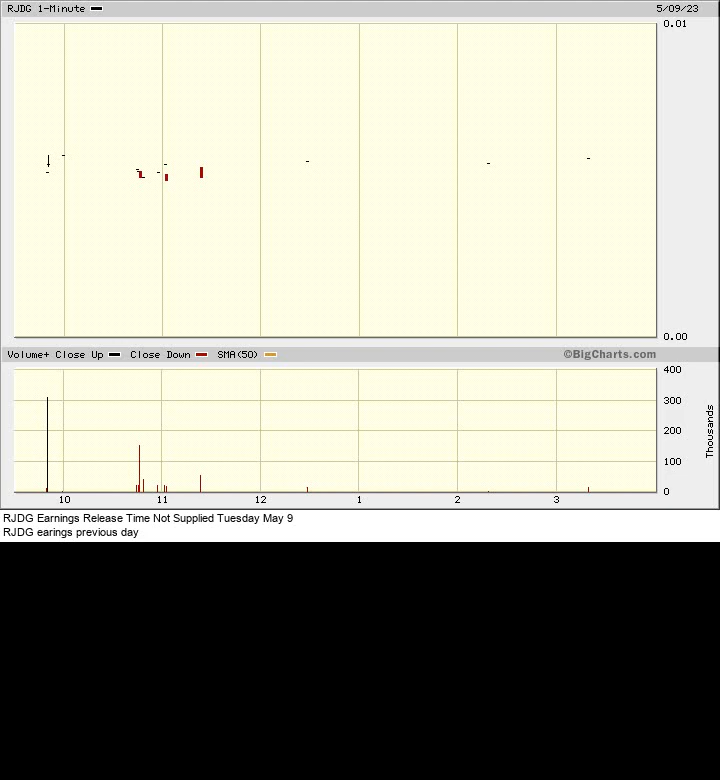 RJDG 1-Minute 5/09/23
0.01
0.00
Volume+ Close Up Close Down SMA(50) ©BigCharts.com
400
300
200
100
0
Thousands
10 11 12 1 2 3
RJDG Earnings Release Time Not Supplied Tuesday May 9
RJDG earings previous day